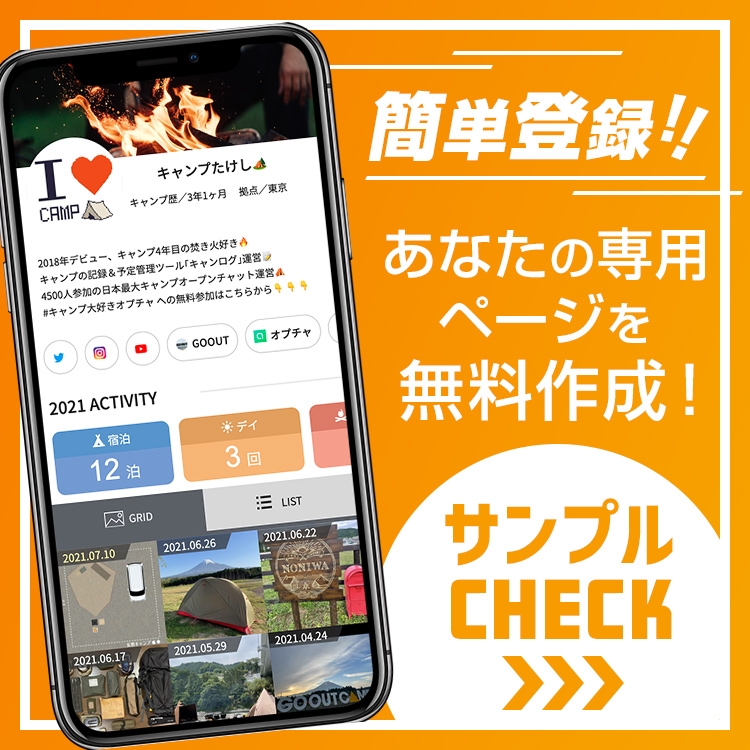 簡単登録!!
あなたの専用
ページを
無料作成!
サンプル
CHECK
I
CAMP
キャンプたけし🏕
キャンプ歴／3年1ヶ月　拠点／東京
2018年デビュー、キャンプ4年目の焚き火好き🔥
キャンプの記録＆予定管理ツール「キャンログ」運営📝
4500人参加の日本最大キャンプオープンチャット運営⛺
#キャンプ大好きオプチャ への無料参加はこちらから👇👇👇
GOOUT
オプチャ
2021 ACTIVITY
宿泊
12 泊
デイ
3 回
GRID
LIST
2021.07.10
2021.06.26
2021.06.22
NONIWA
2021.06.17
2021.05.29
2021.04.24
GOOUTCAMP